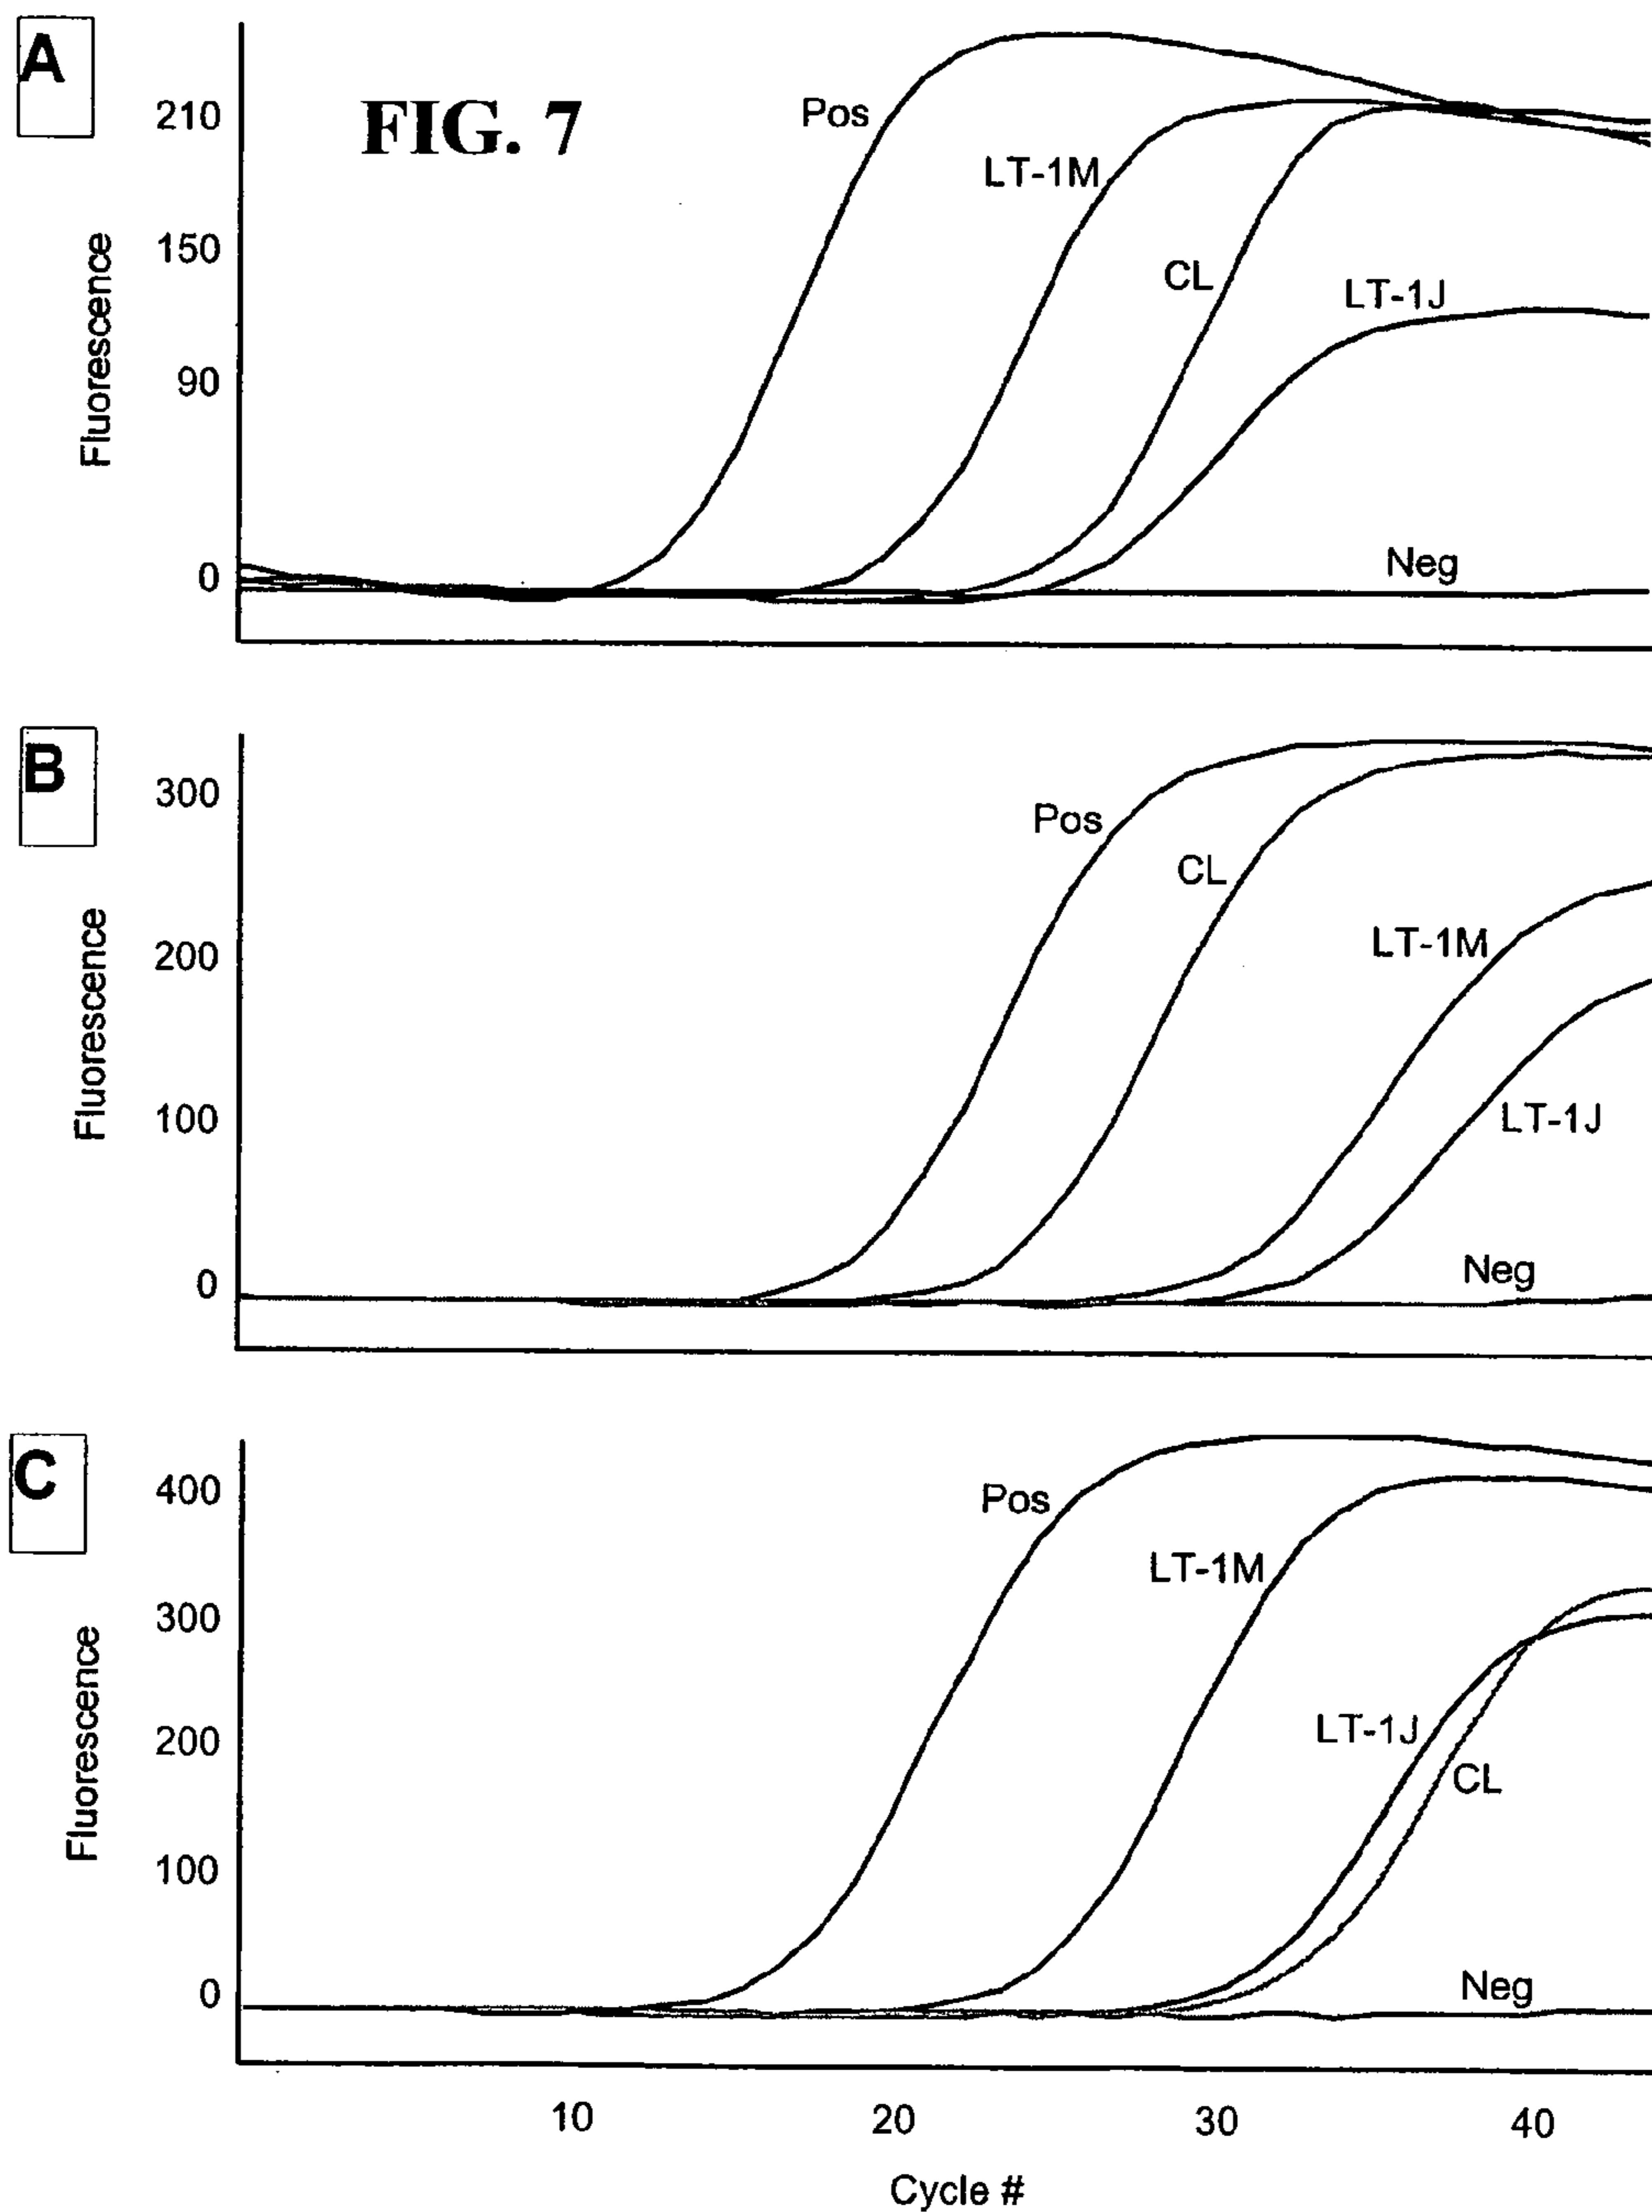 A
FIG. 7
Fluorescence
210
150
90
0
Pos
LT-1M
CL
LT-1J
Neg
B
Fluorescence
300
200
100
0
Pos
CL
LT-1M
LT-1J
Neg
C
Fluorescence
400
300
200
100
0
Pos
LT-1M
LT-1J
CL
Neg
10 20 30 40
Cycle #